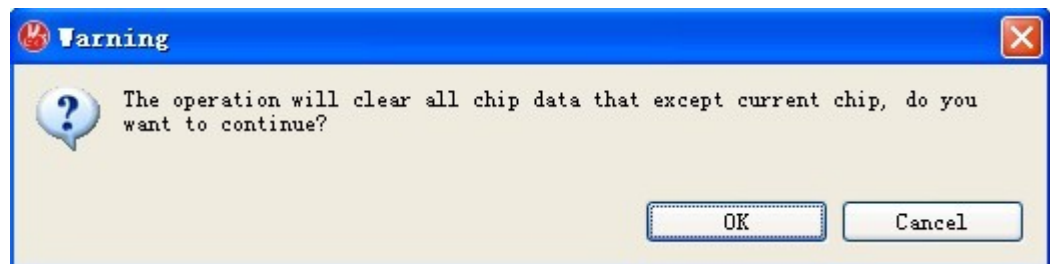 Warning
The operation will clear all chip data that except current chip, do you
want to continue?
OK
Cancel